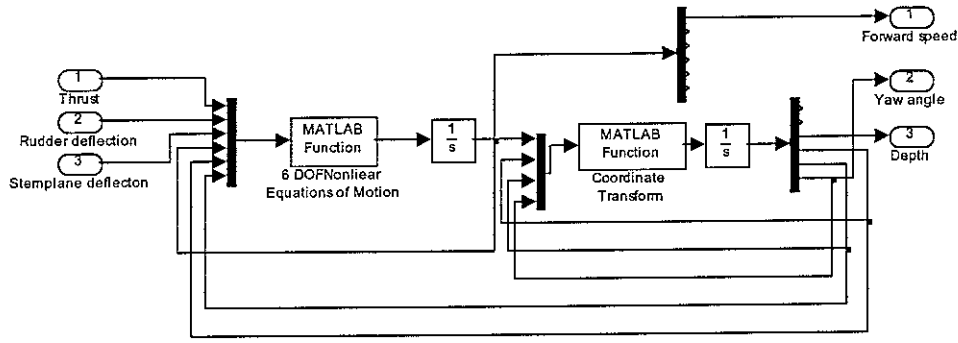 1
Forward speed
1
Thrust
2
Yaw angle
2
Rudder deflection
MATLAB
Function
1
s
MATLAB
Function
1
s
3
Depth
3
Stemplane deflecton
6 DOFNonliear
Equations of Motion
Coordinate
Transform